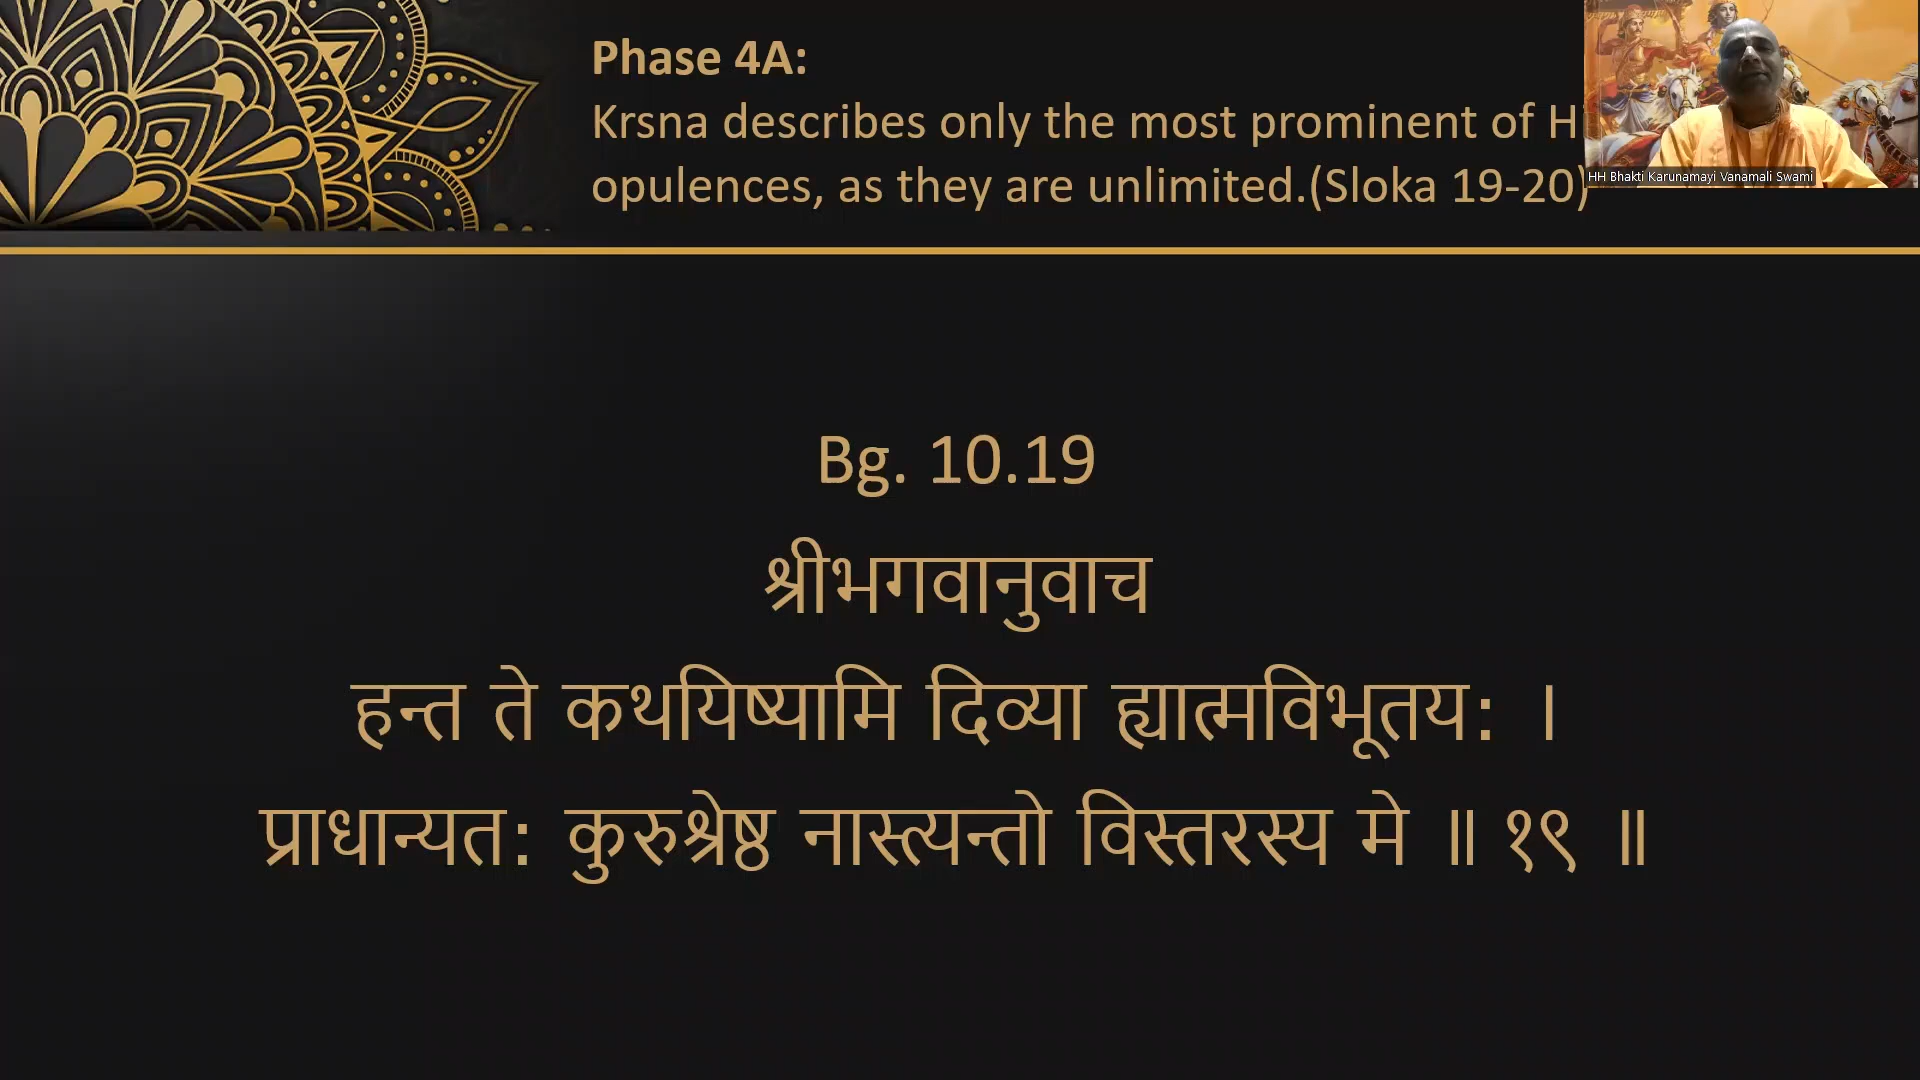 Phase 4A:
Krsna describes only the most prominent of
opulences, as they are unlimited.(Sloka 19-20)
HH Bhakti Karunamayi Vanamali Swami
Bg. 10.19
श्रीभगवानुवाच
हन्त ते कथयिष्यामि दिव्या ह्यात्मविभूतय: ।
प्राधान्यत: कुरुश्रेष्ठ नास्त्यन्तो विस्तरस्य मे ॥ १९ ॥